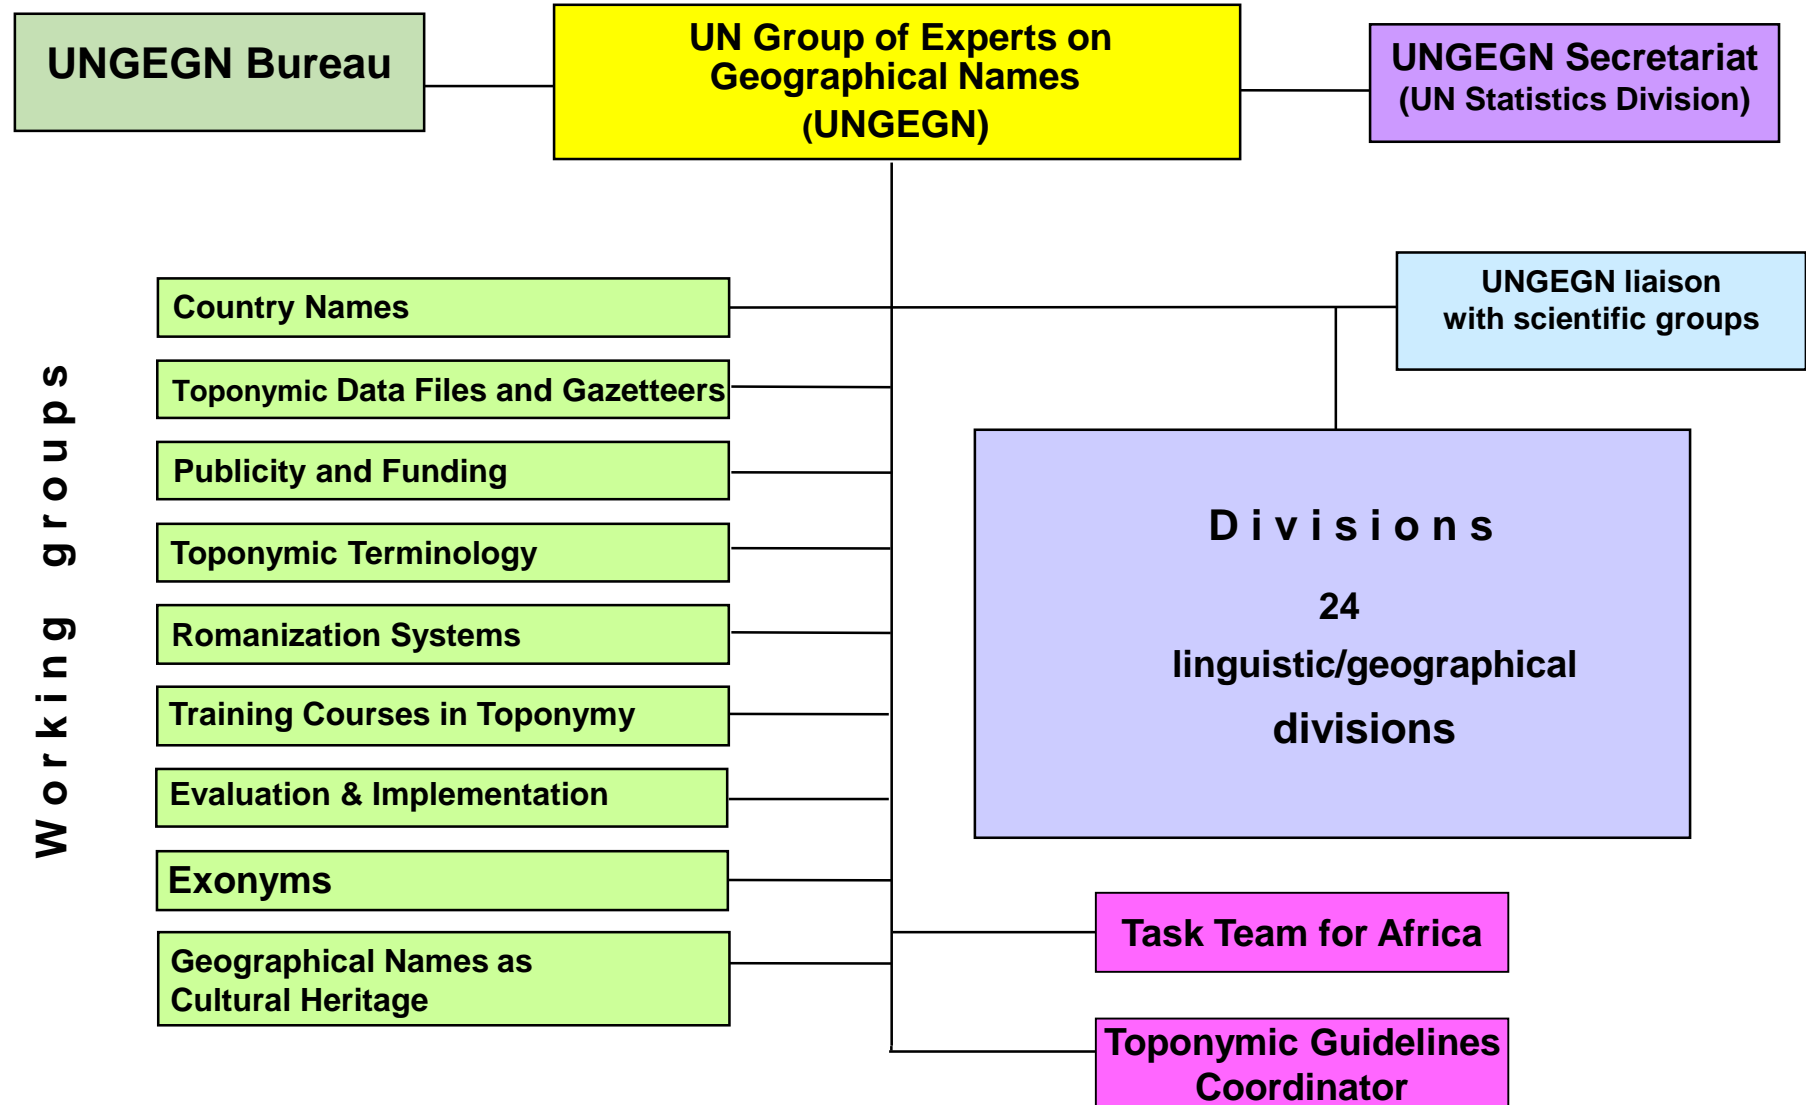 UNGEGN Bureau
UN Group of Experts on
Geographical Names
(UNGEGN)
UNGEGN Secretariat
(UN Statistics Division)
Working groups
Country Names
Toponymic Data Files and Gazetteers
Publicity and Funding
Toponymic Terminology
Romanization Systems
Training Courses in Toponymy
Evaluation & Implementation
Exonyms
Geographical Names as
Cultural Heritage
UNGEGN liaison
with scientific groups
Divisions
24
linguistic/geographical
divisions
Task Team for Africa
Toponymic Guidelines
Coordinator